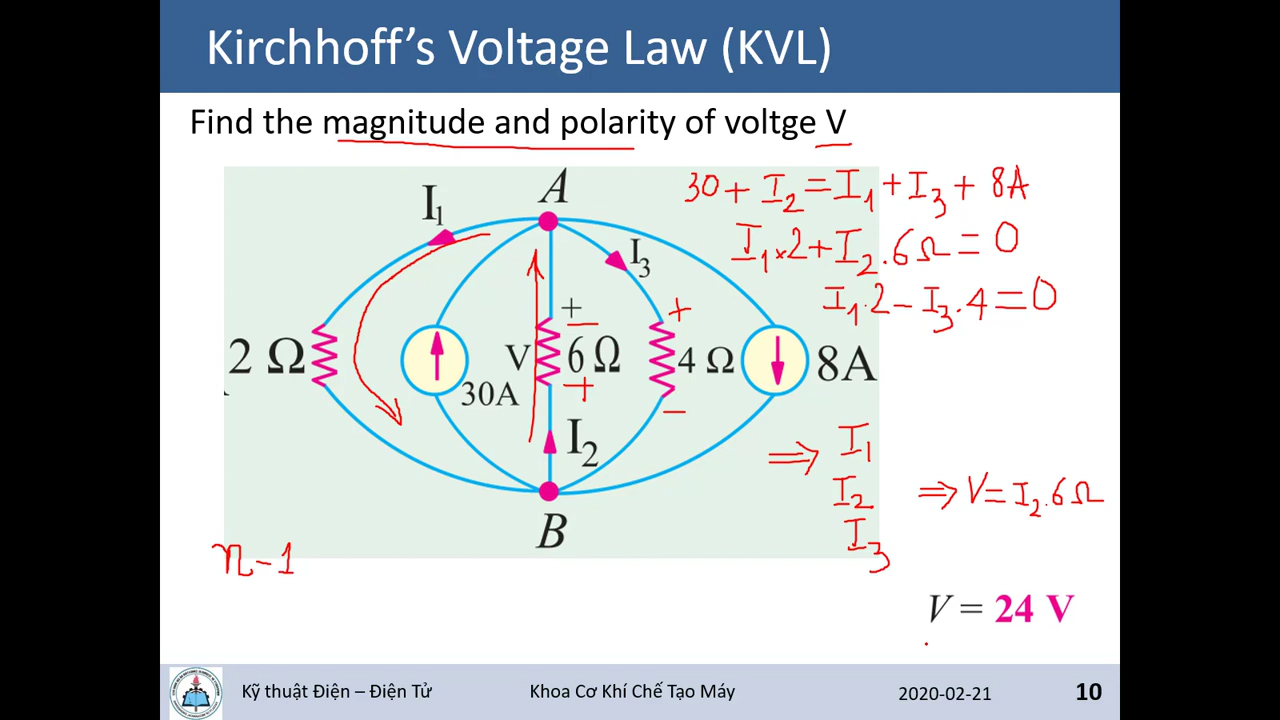 Kirchhoff's Voltage Law (KVL)
Find the magnitude and polarity of voltge V
30 + I₂ = I₁ + I₃ + 8A
I₁×2 + I₂.6Ω = 0
I₁.2 - I₃.4 = 0
A
I₁
I₃
+
+
2 Ω
V
6 Ω
4 Ω
8A
30A
+
-
I₂
B
⇒ I₁
I₂ ⇒ V = I₂.6Ω
I₃
n-1
V = 24 V
Kỹ thuật Điện – Điện Tử
Khoa Cơ Khí Chế Tạo Máy
2020-02-21
10